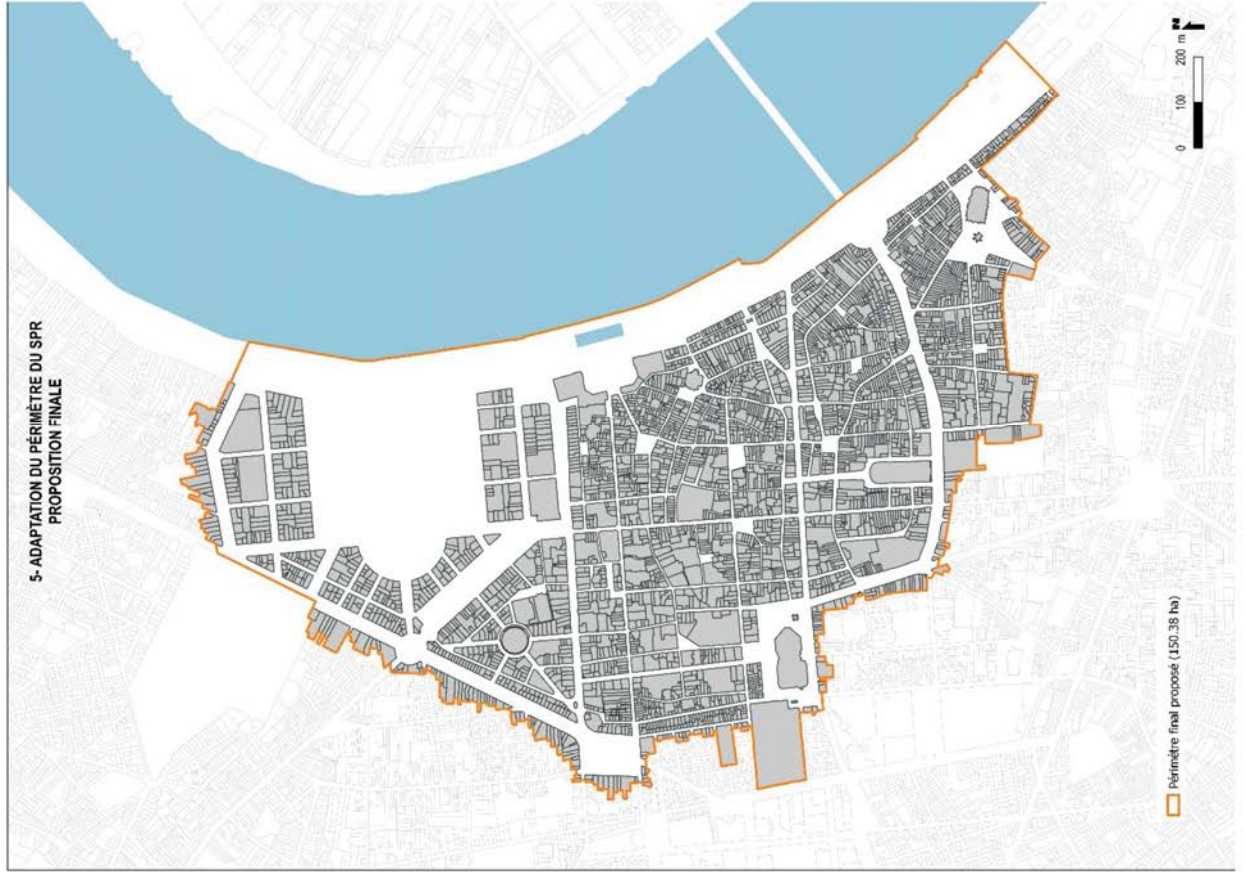 5- ADAPTATION DU PÉRIMÈTRE DU SPR
PROPOSITION FINALE
Périmètre final proposé (150.38 ha)
0 100 200 m
N